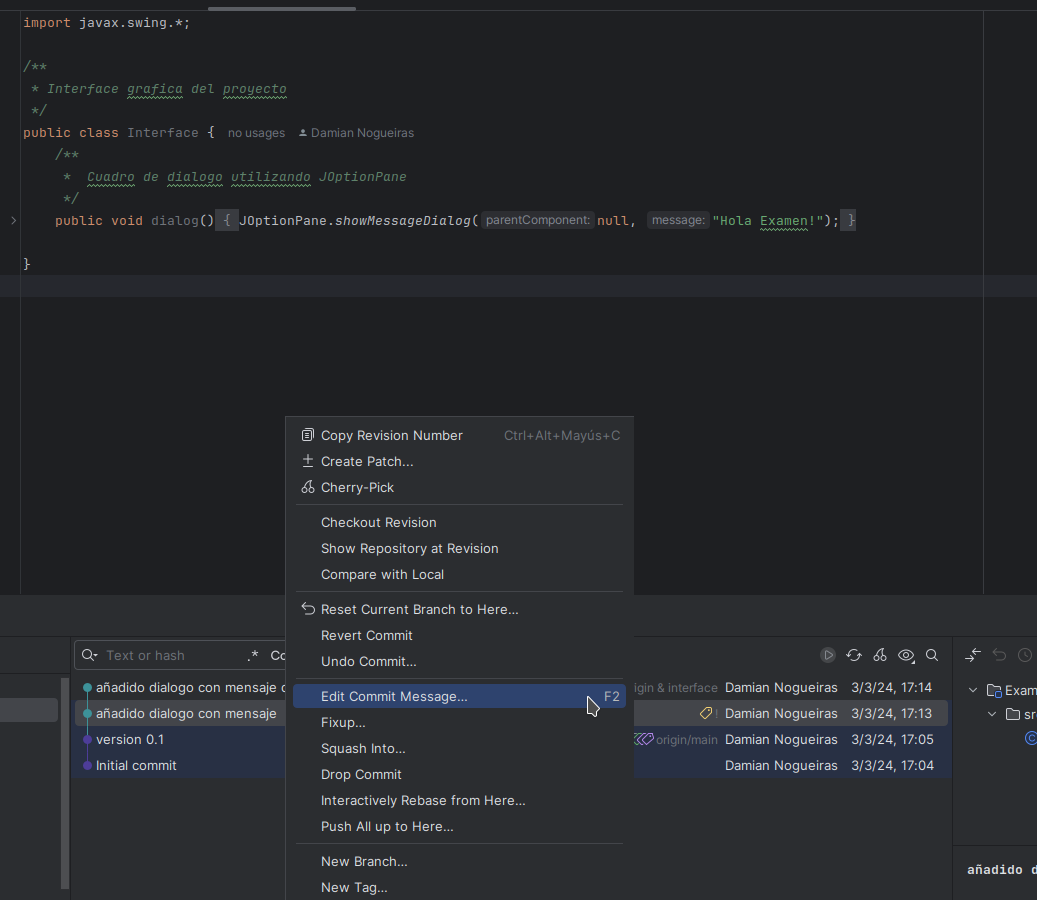 import javax.swing.*;
/**
* Interface grafica del proyecto
*/
public class Interface { no usages Damian Nogueiras
/**
* Cuadro de dialogo utilizando JOptionPane
*/
public void dialog() { JOptionPane.showMessageDialog( parentComponent: null, message: "Hola Examen!"); }
}
Copy Revision Number Ctrl+Alt+Mayús+C
Create Patch...
Cherry-Pick
Checkout Revision
Show Repository at Revision
Compare with Local
Reset Current Branch to Here...
Revert Commit
Undo Commit...
Edit Commit Message... F2
Fixup...
Squash Into...
Drop Commit
Interactively Rebase from Here...
Push All up to Here...
New Branch...
New Tag...
Text or hash .* Cc
añadido dialogo con mensaje igin & interface Damian Nogueiras 3/3/24, 17:14
añadido dialogo con mensaje Damian Nogueiras 3/3/24, 17:13
version 0.1 origin/main Damian Nogueiras 3/3/24, 17:05
Initial commit Damian Nogueiras 3/3/24, 17:04
Exam
sr
añadido d